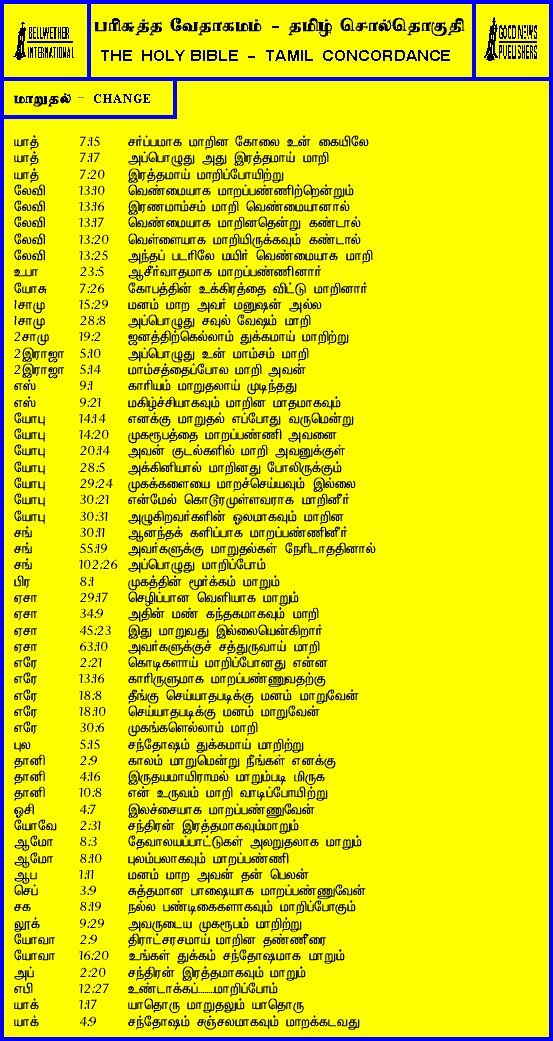 BELLWETHER
INTERNATIONAL
பரிசுத்த வேதாகமம் - தமிழ் சொல்தொகுதி
THE HOLY BIBLE - TAMIL CONCORDANCE
GOOD NEWS
PUBLISHERS
மாறுதல் - CHANGE
யாத் 7:15 சர்ப்பமாக மாறின கோலை உன் கையிலே
யாத் 7:17 அப்பொழுது அது இரத்தமாய் மாறி
யாத் 7:20 இரத்தமாய் மாறிப்போயிற்று
லேவி 13:10 வெண்மையாக மாறப்பண்ணிற்றென்றும்
லேவி 13:16 இரணமாம்சம் மாறி வெண்மையானால்
லேவி 13:17 வெண்மையாக மாறினதென்று கண்டால்
லேவி 13:20 வெள்ளையாக மாறியிருக்கவும் கண்டால்
லேவி 13:25 அந்தப் படரிலே மயிர் வெண்மையாக மாறி
உபா 23:5 ஆசீர்வாதமாக மாறப்பண்ணினார்
யோசு 7:26 கோபத்தின் உக்கிரத்தை விட்டு மாறினார்
1சாமு 15:29 மனம் மாற அவர் மனுஷன் அல்ல
1சாமு 28:8 அப்பொழுது சவுல் வேஷம் மாறி
2சாமு 19:2 ஜனத்திற்கெல்லாம் துக்கமாய் மாறிற்று
2இராஜா 5:10 அப்பொழுது உன் மாம்சம் மாறி
2இராஜா 5:14 மாம்சத்தைப்போல மாறி அவன்
எஸ் 9:1 காரியம் மாறுதலாய் முடிந்தது
எஸ் 9:21 மகிழ்ச்சியாகவும் மாறின மாதமாகவும்
யோபு 14:14 எனக்கு மாறுதல் எப்போது வருமென்று
யோபு 14:20 முகரூபத்தை மாறப்பண்ணி அவனை
யோபு 20:14 அவன் குடல்களில் மாறி அவனுக்குள்
யோபு 28:5 அக்கினியால் மாறினது போலிருக்கும்
யோபு 29:24 முகக்களையை மாறச்செய்யவும் இல்லை
யோபு 30:21 என்மேல் கொடூரமுள்ளவராக மாறினீர்
யோபு 30:31 அழுகிறவர்களின் ஓலமாகவும் மாறின
சங் 30:11 ஆனந்தக் களிப்பாக மாறப்பண்ணினீர்
சங் 55:19 அவர்களுக்கு மாறுதல்கள் நேரிடாததினால்
சங் 102:26 அப்பொழுது மாறிப்போம்
பிர 8:1 முகத்தின் மூர்க்கம் மாறும்
ஏசா 29:17 செழிப்பான வெளியாக மாறும்
ஏசா 34:9 அதின் மண் கந்தகமாகவும் மாறி
ஏசா 45:23 இது மாறுவது இல்லையென்கிறார்
ஏசா 63:10 அவர்களுக்குச் சத்துருவாய் மாறி
எரே 2:21 கொடிகளாய் மாறிப்போனது என்ன
எரே 13:16 காரிருளுமாக மாறப்பண்ணுவதற்கு
எரே 18:8 தீங்கு செய்யாதபடிக்கு மனம் மாறுவேன்
எரே 18:10 செய்யாதபடிக்கு மனம் மாறுவேன்
எரே 30:6 முகங்களெல்லாம் மாறி
புல 5:15 சந்தோஷம் துக்கமாய் மாறிற்று
தானி 2:9 காலம் மாறுமென்று நீங்கள் எனக்கு
தானி 4:16 இருதயமாயிராமல் மாறும்படி மிருக
தானி 10:8 என் உருவம் மாறி வாடிப்போயிற்று
ஓசி 4:7 இலச்சையாக மாறப்பண்ணுவேன்
யோவே 2:31 சந்திரன் இரத்தமாகவும்மாறும்
ஆமோ 8:3 தேவாலயப்பாட்டுகள் அலறுதலாக மாறும்
ஆமோ 8:10 புலம்பலாகவும் மாறப்பண்ணி
ஆப 1:11 மனம் மாற அவன் தன் பெலன்
செப் 3:9 சுத்தமான பாஷையாக மாறப்பண்ணுவேன்
சக 8:19 நல்ல பண்டிகைகளாகவும் மாறிப்போகும்
லூக் 9:29 அவருடைய முகரூபம் மாறிற்று
யோவா 2:9 திராட்சரசமாய் மாறின தண்ணீரை
யோவா 16:20 உங்கள் துக்கம் சந்தோஷமாக மாறும்
அப் 2:20 சந்திரன் இரத்தமாகவும் மாறும்
எபி 12:27 உண்டாக்கப்.......மாறிப்போம்
யாக் 1:17 யாதொரு மாறுதலும் யாதொரு
யாக் 4:9 சந்தோஷம் சஞ்சலமாகவும் மாறக்கடவது